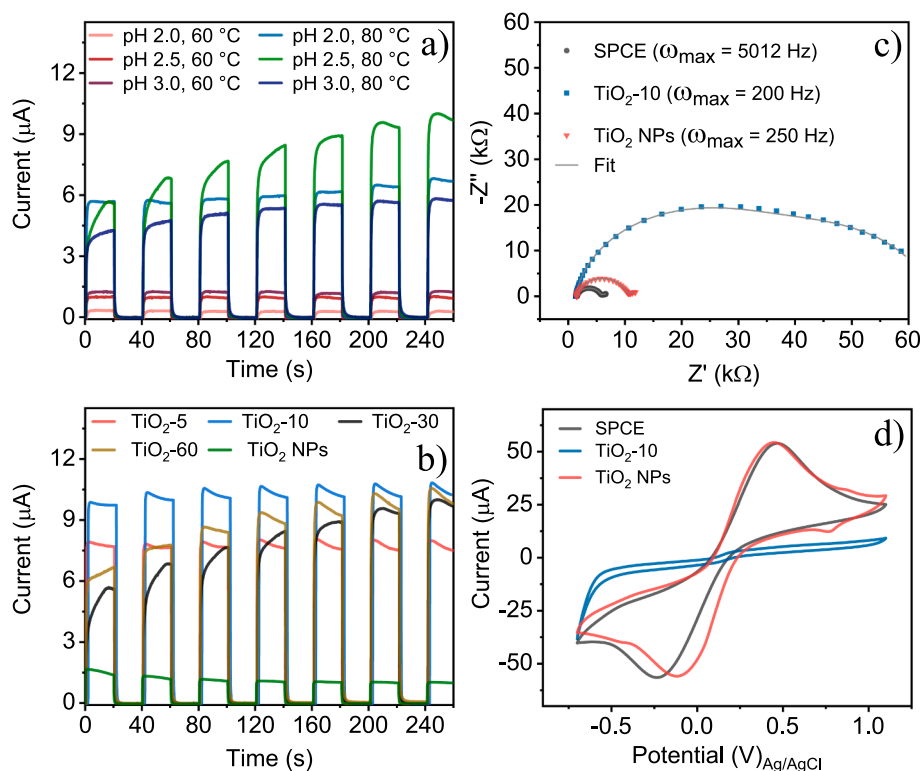 a)
pH 2.0, 60 °C pH 2.0, 80 °C
pH 2.5, 60 °C pH 2.5, 80 °C
pH 3.0, 60 °C pH 3.0, 80 °C
Current (μA)
12
9
6
3
0
0 40 80 120 160 200 240
Time (s)
c)
SPCE (ωmax = 5012 Hz)
TiO₂-10 (ωmax = 200 Hz)
TiO₂ NPs (ωmax = 250 Hz)
Fit
-Z'' (kΩ)
60
50
40
30
20
10
0
0 10 20 30 40 50 60
Z' (kΩ)
b)
TiO₂-5 TiO₂-10 TiO₂-30
TiO₂-60 TiO₂ NPs
Current (μA)
12
9
6
3
0
0 40 80 120 160 200 240
Time (s)
d)
SPCE
TiO₂-10
TiO₂ NPs
Current (μA)
50
25
0
-25
-50
-0.5 0.0 0.5 1.0
Potential (V)Ag/AgCl